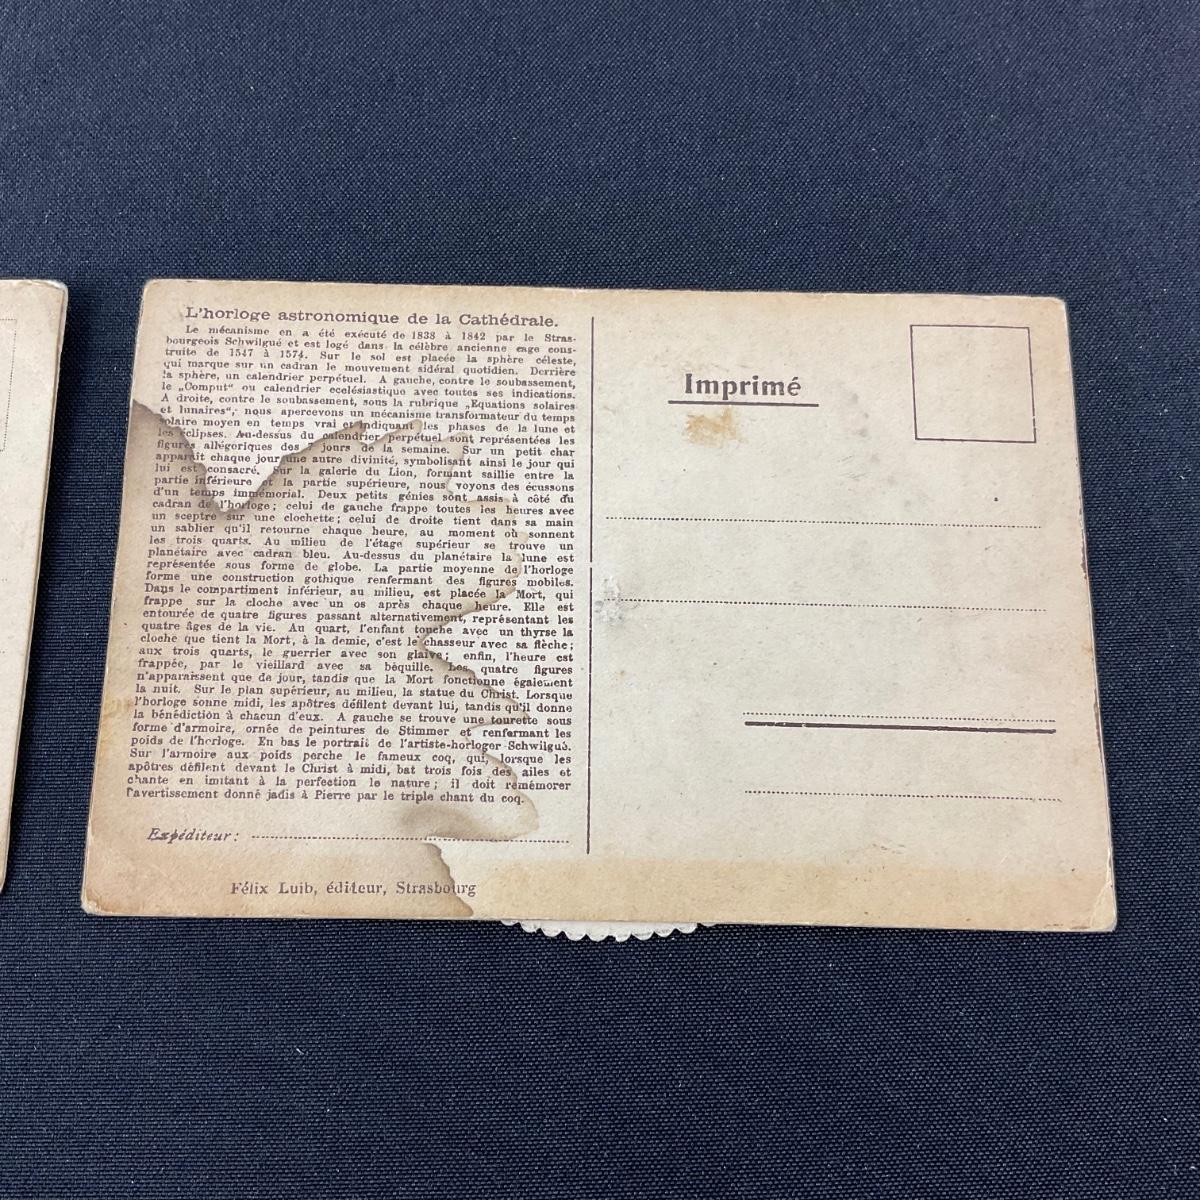 L'horloge astronomique de la Cathédrale.
Le mécanisme en a été exécuté de 1838 à 1842 par le Stras-
bourgeois Schwilgué et est logé dans la célèbre ancienne cage cons-
truite de 1547 à 1574. Sur le sol est placée la sphère céleste,
qui marque sur un cadran le mouvement sidéral quotidien. Derrière
la sphère, un calendrier perpétuel. A gauche, contre le soubassement,
le „Comput“ ou calendrier ecclésiastique avec toutes ses indications.
A droite, contre le soubassement, sous la rubrique „Equations solaires
et lunaires“, nous apercevons un mécanisme transformateur du temps
solaire moyen en temps vrai et indiquant les phases de la lune et
les éclipses. Au-dessus du calendrier perpétuel sont représentées les
figures allégoriques des 7 jours de la semaine. Sur un petit char
apparaît chaque jour une autre divinité, symbolisant ainsi le jour qui
lui est consacré. Sur la galerie du Lion, formant saillie entre la
partie inférieure et la partie supérieure, nous voyons des écussons
d'un temps immémorial. Deux petits génies sont assis à côté du
cadran de l'horloge; celui de gauche frappe toutes les heures avec
un sceptre sur une clochette; celui de droite tient dans sa main
un sablier qu'il retourne chaque heure, au moment où sonnent
les trois quarts. Au milieu de l'étage supérieur se trouve un
planétaire avec cadran bleu. Au-dessus du planétaire la lune est
représentée sous forme de globe. La partie moyenne de l'horloge
forme une construction gothique renfermant des figures mobiles.
Dans le compartiment inférieur, au milieu, est placée la Mort, qui
frappe sur la cloche avec un os après chaque heure. Elle est
entourée de quatre figures passant alternativement, représentant les
quatre âges de la vie. Au quart, l'enfant touche avec un thyrse la
cloche que tient la Mort, à la demie, c'est le chasseur avec sa flèche;
aux trois quarts, le guerrier avec son glaive; enfin, l'heure est
frappée, par le vieillard avec sa béquille. Les quatre figures
n'apparaissent que de jour, tandis que la Mort fonctionne également
la nuit. Sur le plan supérieur, au milieu, la statue du Christ. Lorsque
l'horloge sonne midi, les apôtres défilent devant lui, tandis qu'il donne
la bénédiction à chacun d'eux. A gauche se trouve une tourette sous
forme d'armoire, ornée de peintures de Stimmer et renfermant les
poids de l'horloge. En bas le portrait de l'artiste-horloger Schwilgué.
Sur l'armoire aux poids perche le fameux coq, qui, lorsque les
apôtres défilent devant le Christ à midi, bat trois fois des ailes et
chante en imitant à la perfection le nature; il doit remémorer
l'avertissement donné jadis à Pierre par le triple chant du coq.
Expéditeur:
Félix Luib, éditeur, Strasbourg
Imprimé